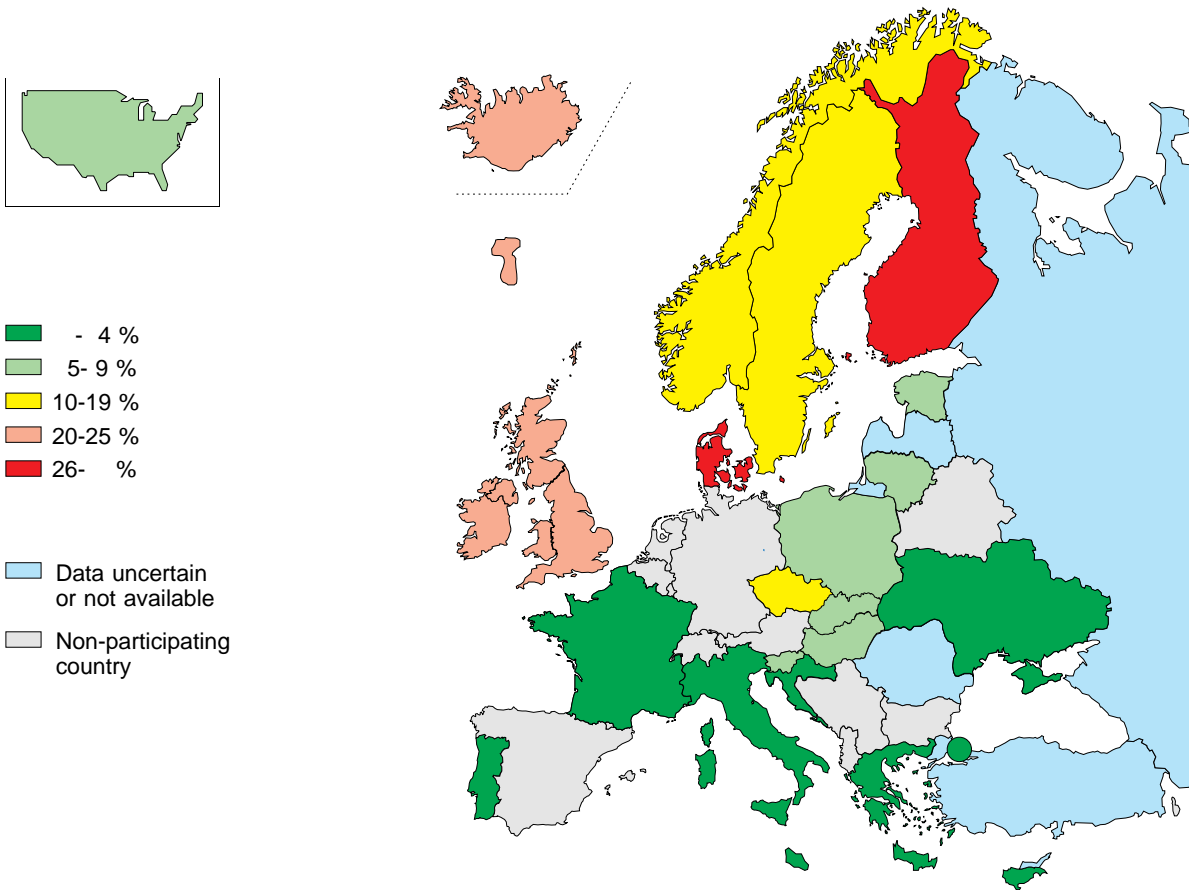 - 4 %
5- 9 %
10-19 %
20-25 %
26- %
Data uncertain
or not available
Non-participating
country